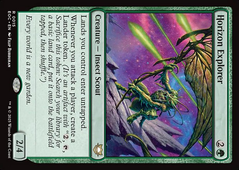 Horizon Explorer
Creature — Insect Scout
Lands you control enter untapped.
Whenever you attack a player, create a
Lander token. (It's an artifact with "2, T,
Sacrifice this token: Search your library for
a basic land card, put it onto the battlefield
tapped, then shuffle.")
Every world is a new garden.
2/4